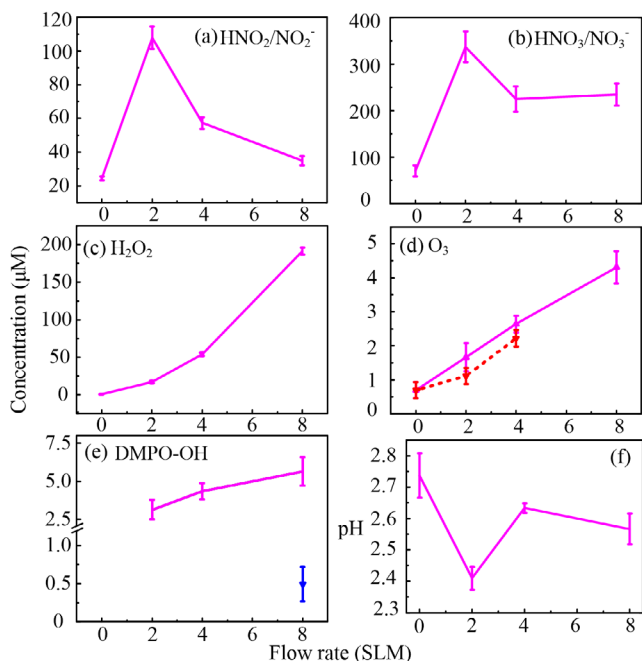 (a) HNO₂/NO₂⁻
120
100
80
60
40
20
0 2 4 6 8
(b) HNO₃/NO₃⁻
400
300
200
100
0
0 2 4 6 8
Concentration (μM)
(c) H₂O₂
200
150
100
50
0
0 2 4 6 8
(d) O₃
5
4
3
2
1
0
0 2 4 6 8
(e) DMPO-OH
7.5
5.0
2.5
1.0
0.5
0
0 2 4 6 8
(f)
pH
2.8
2.7
2.6
2.5
2.4
2.3
0 2 4 6 8
Flow rate (SLM)